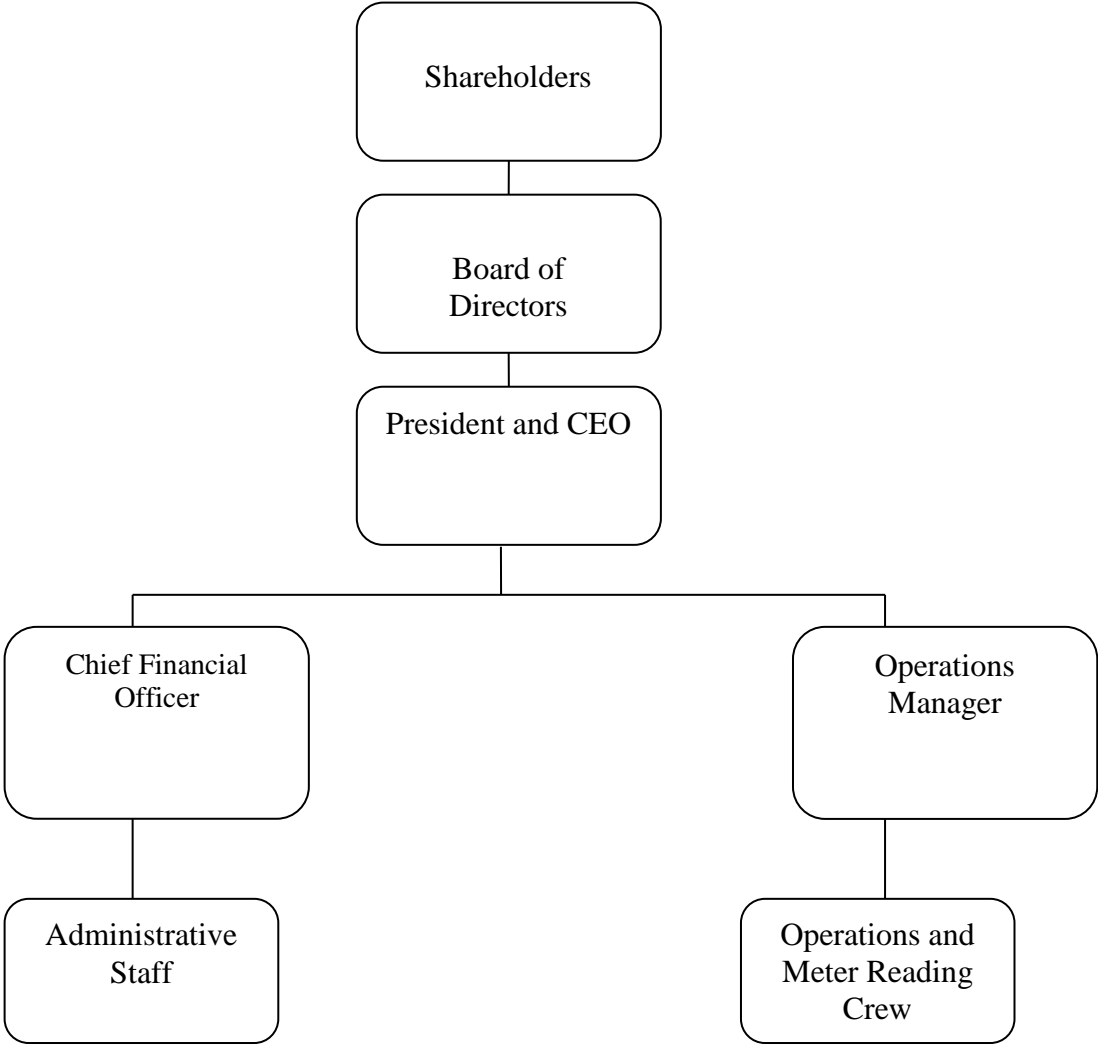 Shareholders
Board of
Directors
President and CEO
Chief Financial
Officer
Operations
Manager
Administrative
Staff
Operations and
Meter Reading
Crew